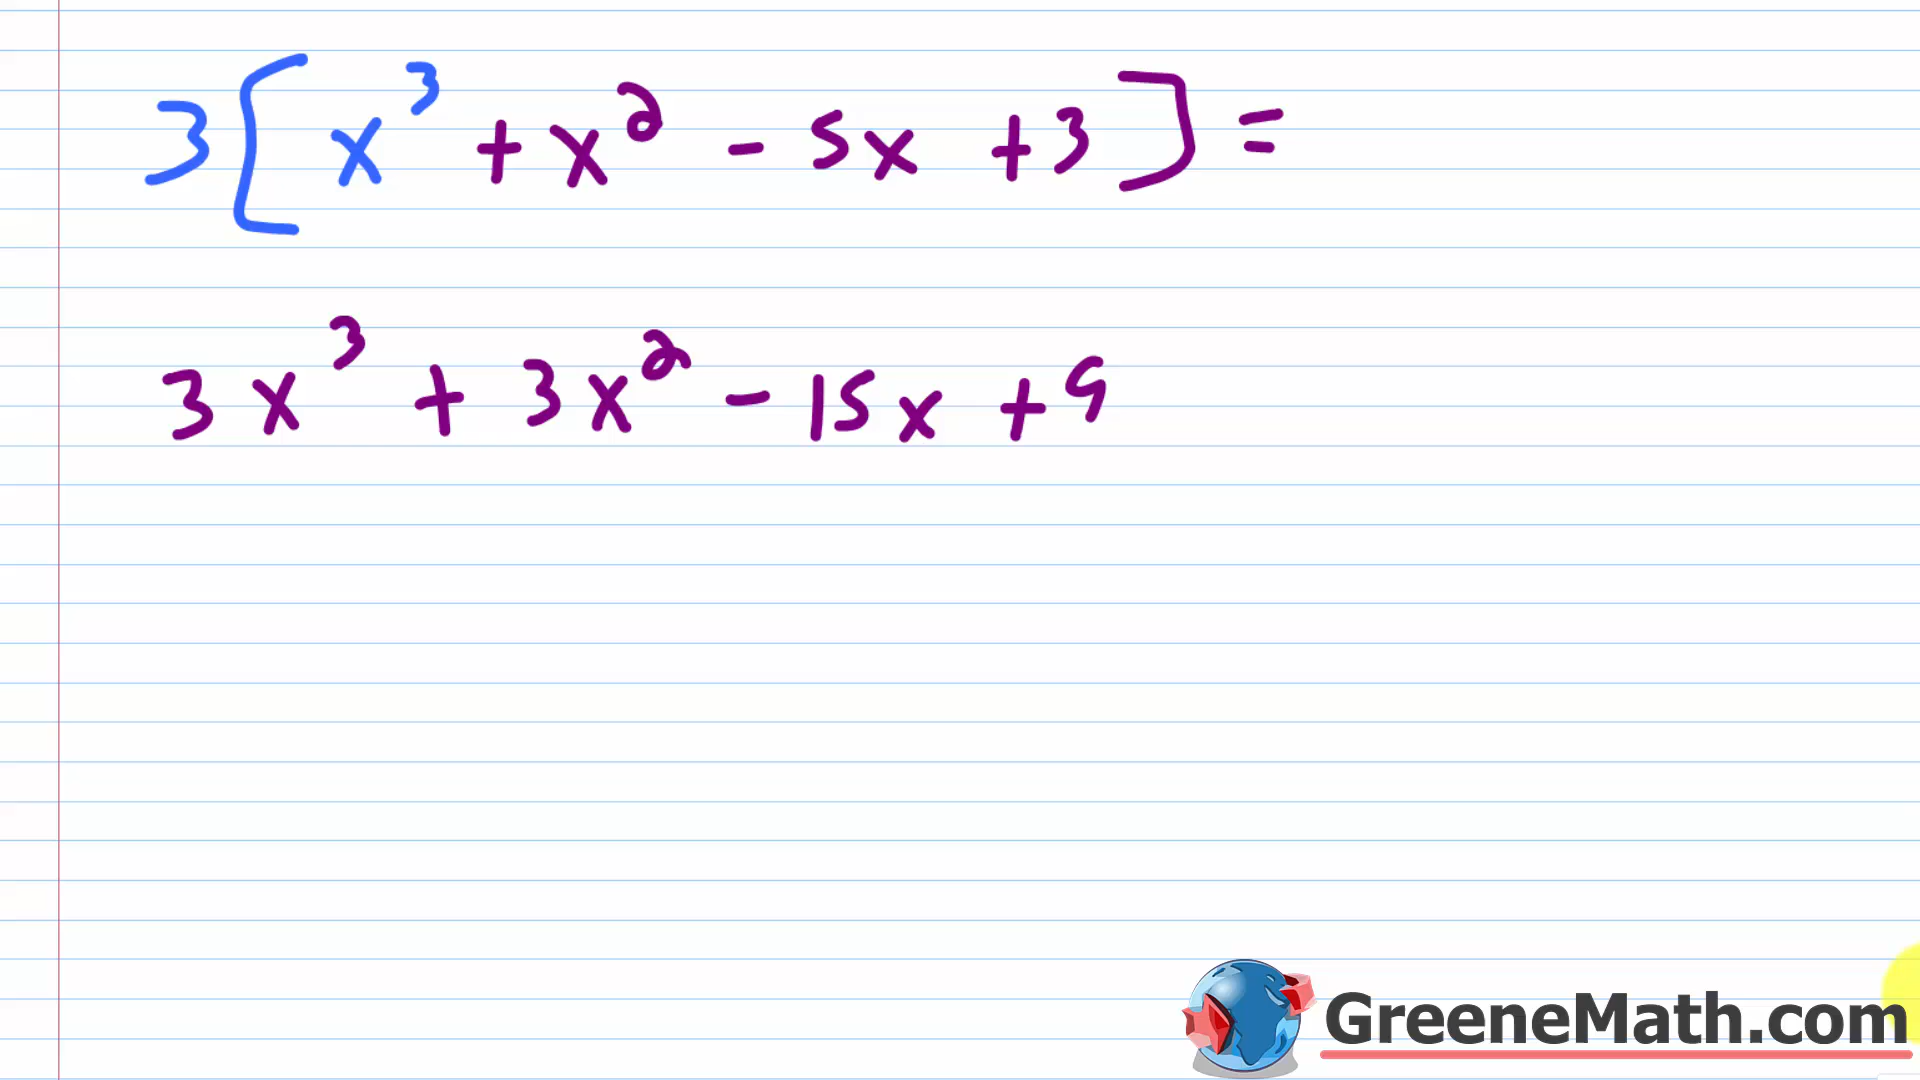 3[x³ + x² - 5x + 3] =
3x³ + 3x² - 15x + 9
GreeneMath.com